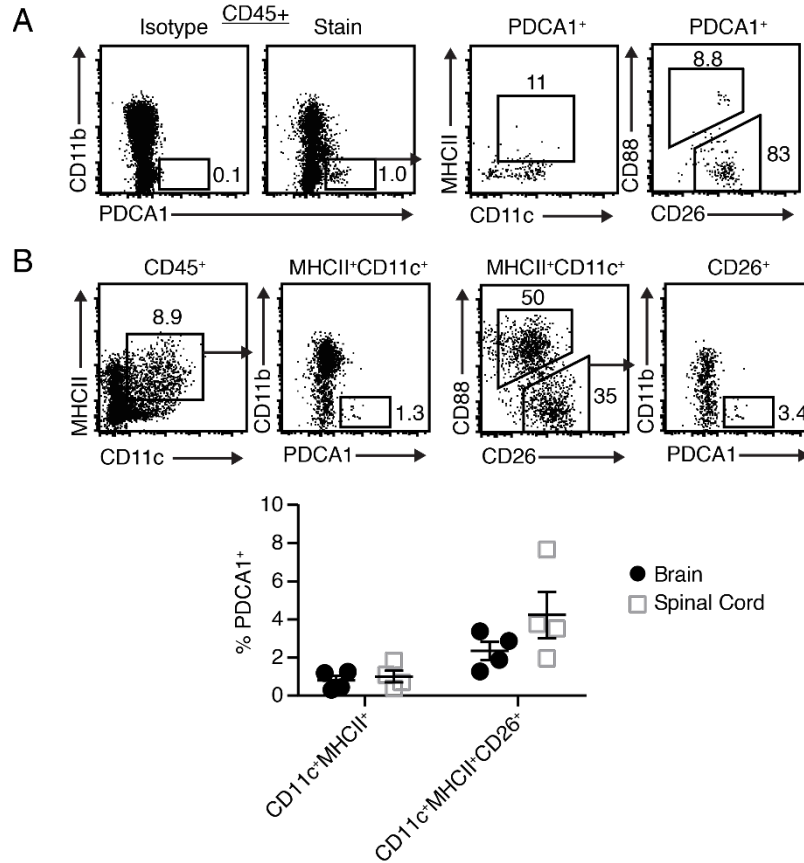 A
CD45+
Isotype
Stain
PDCA1⁺
PDCA1⁺
CD11b
0.1
1.0
PDCA1
MHCII
11
CD11c
CD88
8.8
83
CD26
B
CD45⁺
MHCII⁺CD11c⁺
MHCII⁺CD11c⁺
CD26⁺
MHCII
8.9
CD11c
CD11b
1.3
PDCA1
CD88
50
35
CD26
CD11b
3.4
PDCA1
% PDCA1⁺
10
8
6
4
2
0
Brain
Spinal Cord
CD11c⁺MHCII⁺
CD11c⁺MHCII⁺CD26⁺